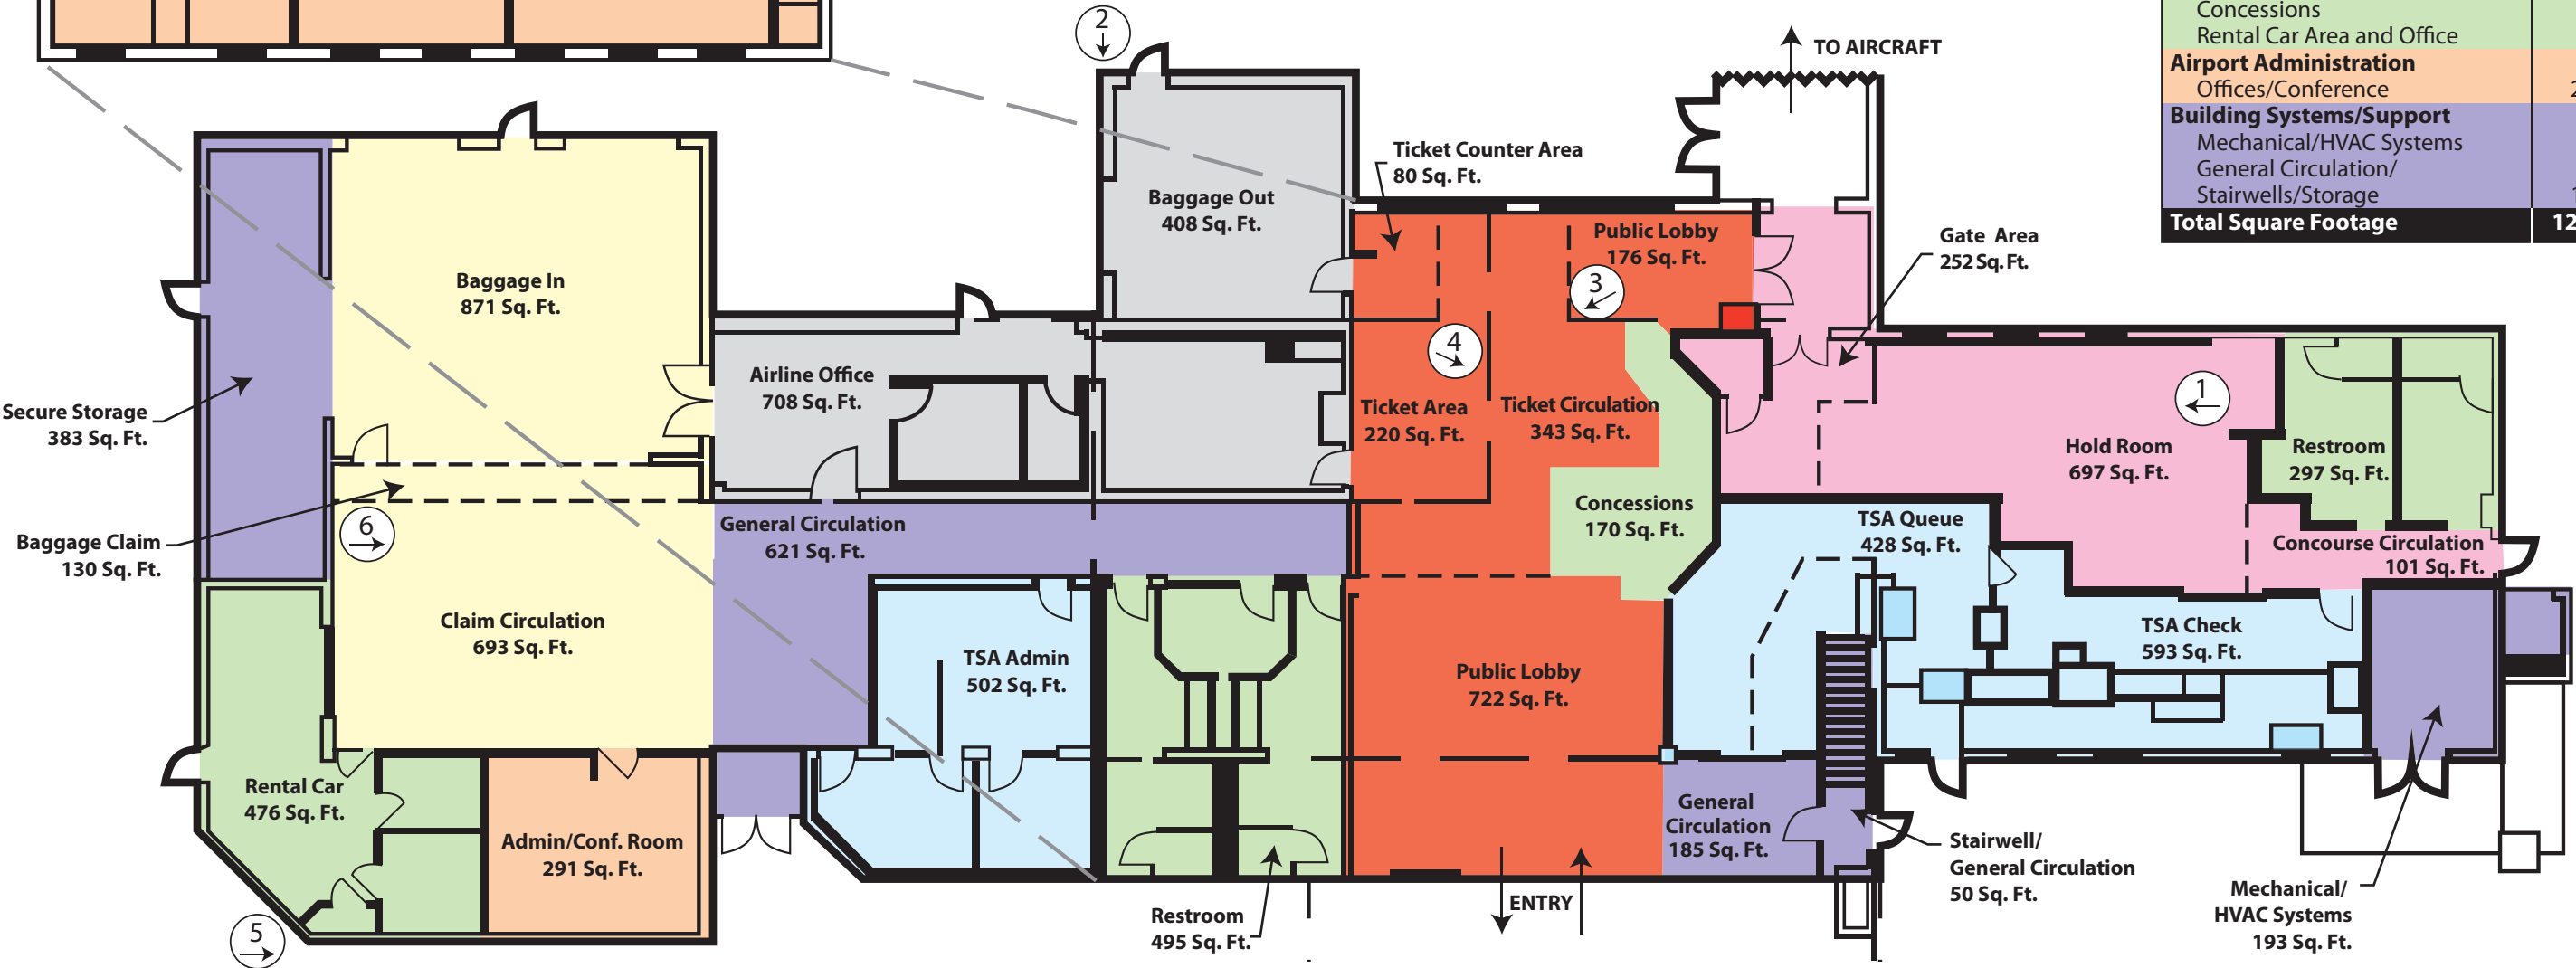 Concessions
Rental Car Area and Office
Airport Administration
Offices/Conference
2
Building Systems/Support
Mechanical/HVAC Systems
General Circulation/
Stairwells/Storage
1
Total Square Footage
12
2
TO AIRCRAFT
Ticket Counter Area
80 Sq. Ft.
Baggage Out
408 Sq. Ft.
Public Lobby
176 Sq. Ft.
Gate Area
252 Sq. Ft.
Baggage In
871 Sq. Ft.
3
4
1
Airline Office
708 Sq. Ft.
Secure Storage
383 Sq. Ft.
Ticket Area
220 Sq. Ft.
Ticket Circulation
343 Sq. Ft.
Hold Room
697 Sq. Ft.
Restroom
297 Sq. Ft.
Concessions
170 Sq. Ft.
TSA Queue
428 Sq. Ft.
6
General Circulation
621 Sq. Ft.
Baggage Claim
130 Sq. Ft.
Concourse Circulation
101 Sq. Ft.
Claim Circulation
693 Sq. Ft.
TSA Admin
502 Sq. Ft.
Public Lobby
722 Sq. Ft.
TSA Check
593 Sq. Ft.
Rental Car
476 Sq. Ft.
Admin/Conf. Room
291 Sq. Ft.
General
Circulation
185 Sq. Ft.
Stairwell/
General Circulation
50 Sq. Ft.
5
Restroom
495 Sq. Ft.
ENTRY
Mechanical/
HVAC Systems
193 Sq. Ft.